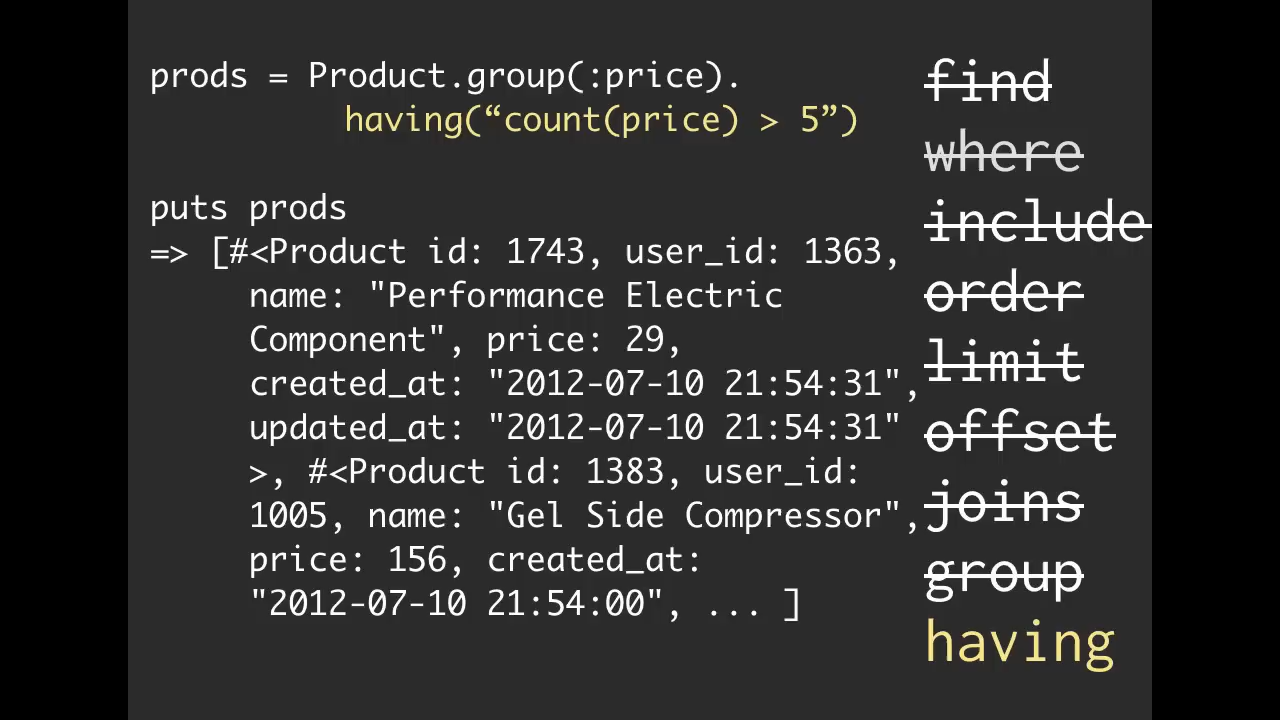 prods = Product.group(:price).
having(“count(price) > 5”)
puts prods
=> [#<Product id: 1743, user_id: 1363,
name: "Performance Electric
Component", price: 29,
created_at: "2012-07-10 21:54:31",
updated_at: "2012-07-10 21:54:31"
>, #<Product id: 1383, user_id:
1005, name: "Gel Side Compressor",
price: 156, created_at:
"2012-07-10 21:54:00", ... ]
find
where
include
order
limit
offset
joins
group
having